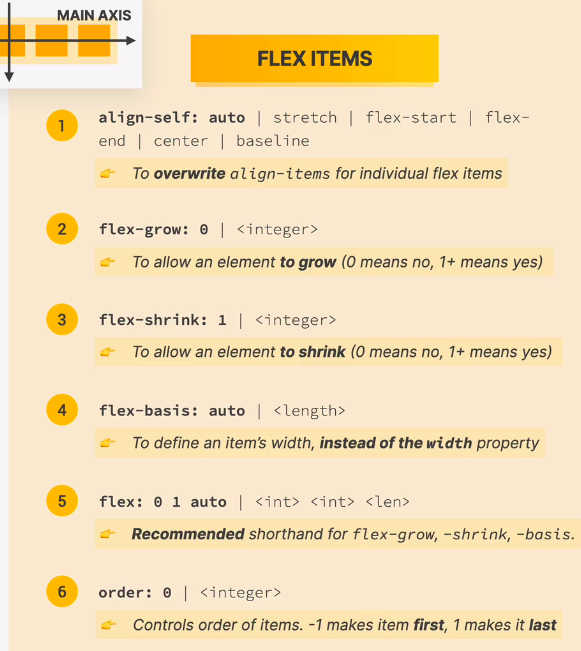 MAIN AXIS
FLEX ITEMS
1
align-self: auto | stretch | flex-start | flex-
end | center | baseline
👉 To overwrite align-items for individual flex items
2
flex-grow: 0 | <integer>
👉 To allow an element to grow (0 means no, 1+ means yes)
3
flex-shrink: 1 | <integer>
👉 To allow an element to shrink (0 means no, 1+ means yes)
4
flex-basis: auto | <length>
👉 To define an item’s width, instead of the width property
5
flex: 0 1 auto | <int> <int> <len>
👉 Recommended shorthand for flex-grow, -shrink, -basis.
6
order: 0 | <integer>
👉 Controls order of items. -1 makes item first, 1 makes it last